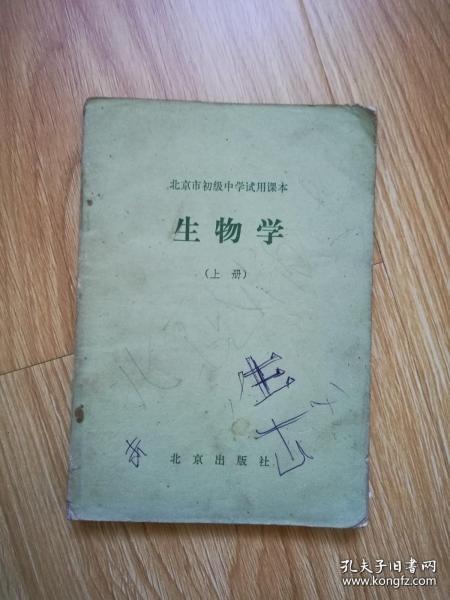 北京市初级中学试用课本
生物学
(上 册)
生
北京出版社
孔夫子旧书网
www.kongfz.com